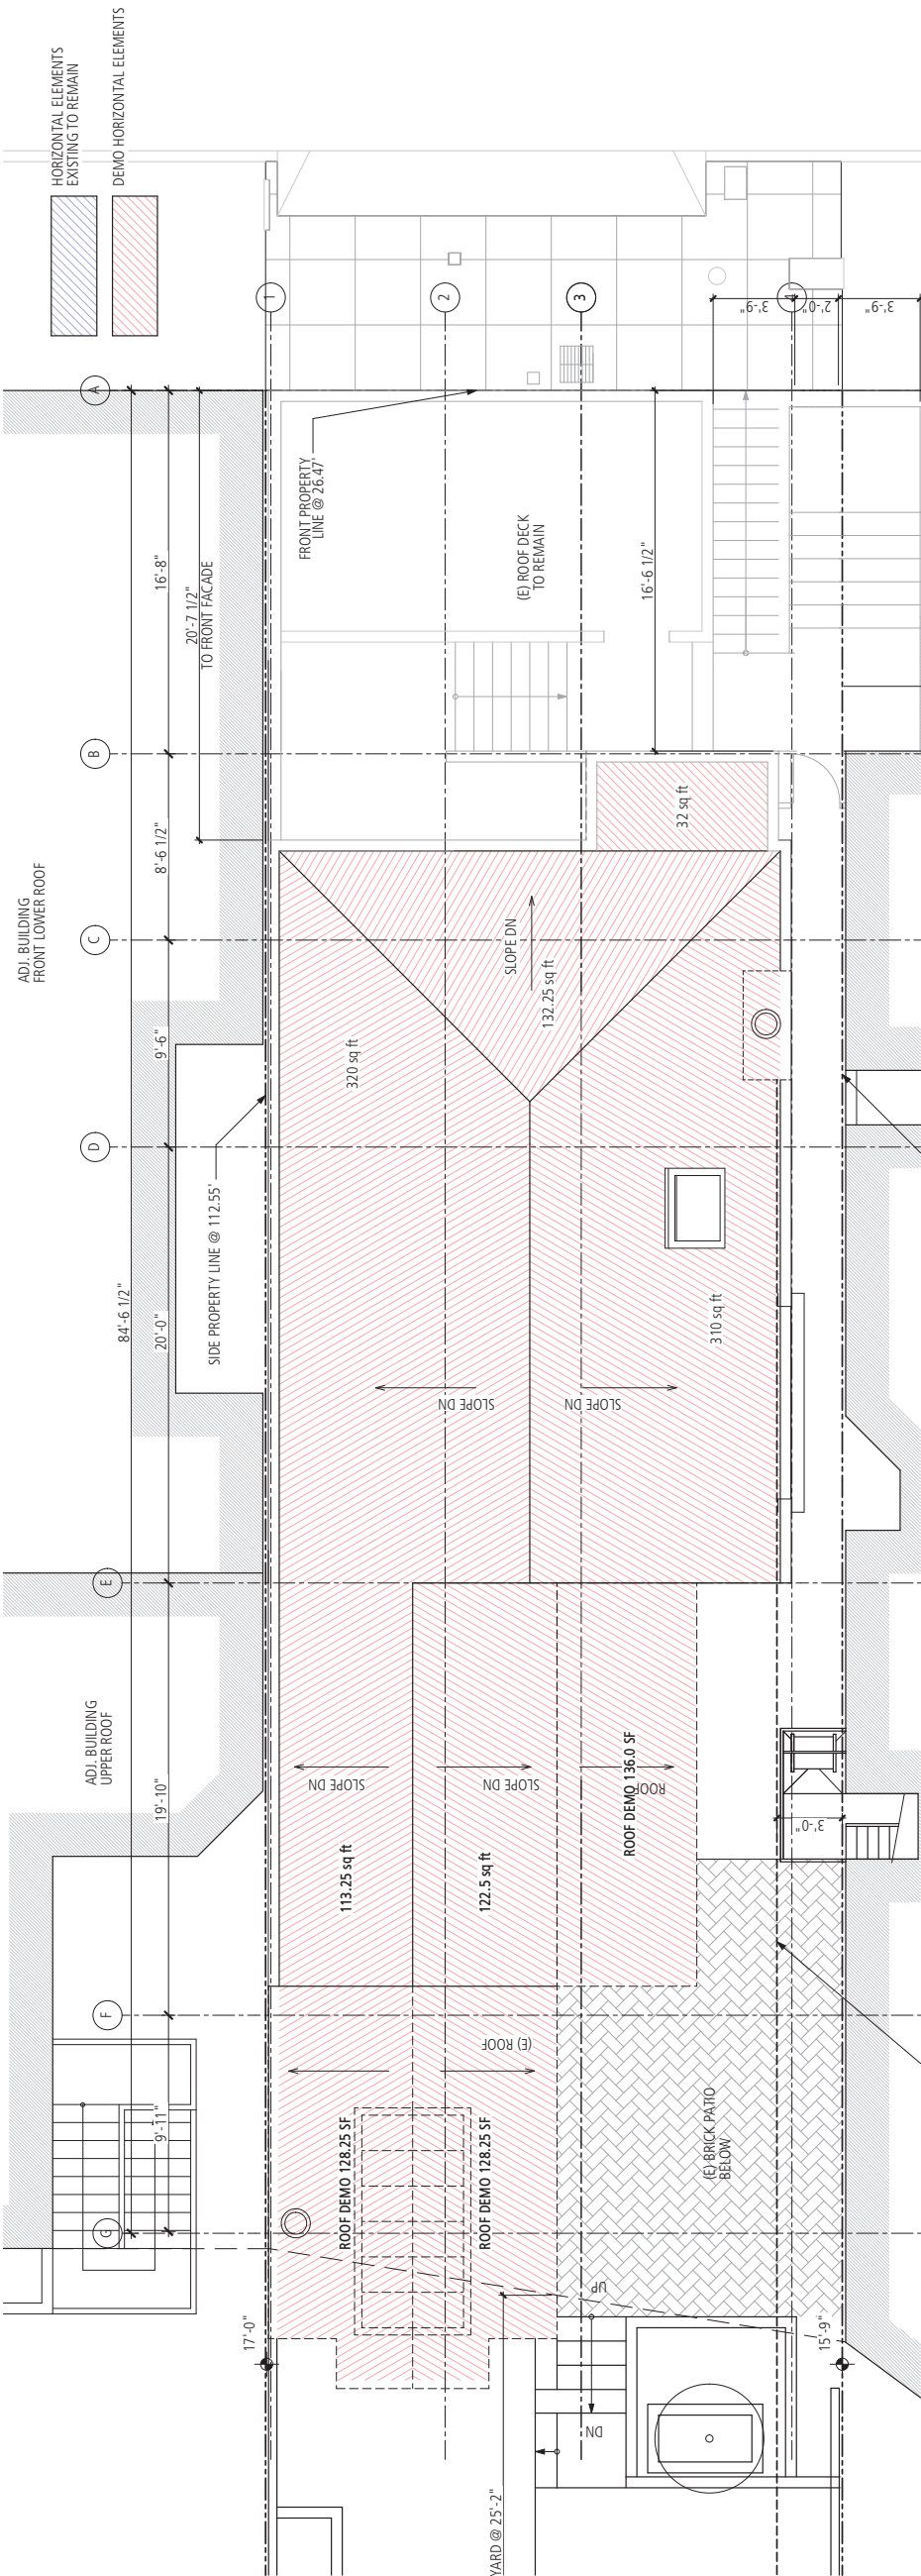 HORIZONTAL ELEMENTS
EXISTING TO REMAIN
DEMO HORIZONTAL ELEMENTS
1
2
3
4
3'-9"
2'-0"
3'-9"
A
B
C
D
E
F
G
16'-8"
8'-6 1/2"
9'-6"
20'-0"
19'-10"
9'-11"
84'-6 1/2"
20'-7 1/2"
TO FRONT FACADE
FRONT PROPERTY
LINE @ 26.47'
(E) ROOF DECK
TO REMAIN
16'-6 1/2"
ADJ. BUILDING
FRONT LOWER ROOF
32 sq ft
SLOPE DN
132.25 sq ft
320 sq ft
SIDE PROPERTY LINE @ 112.55'
310 sq ft
SLOPE DN
SLOPE DN
ADJ. BUILDING
UPPER ROOF
SLOPE DN
SLOPE DN
ROOF
ROOF DEMO 136.0 SF
113.25 sq ft
122.5 sq ft
3'-0"
(E) ROOF
ROOF DEMO 128.25 SF
ROOF DEMO 128.25 SF
(E) BRICK PATIO
BELOW
UP
17'-0"
15'-9"
DN
YARD @ 25'-2"